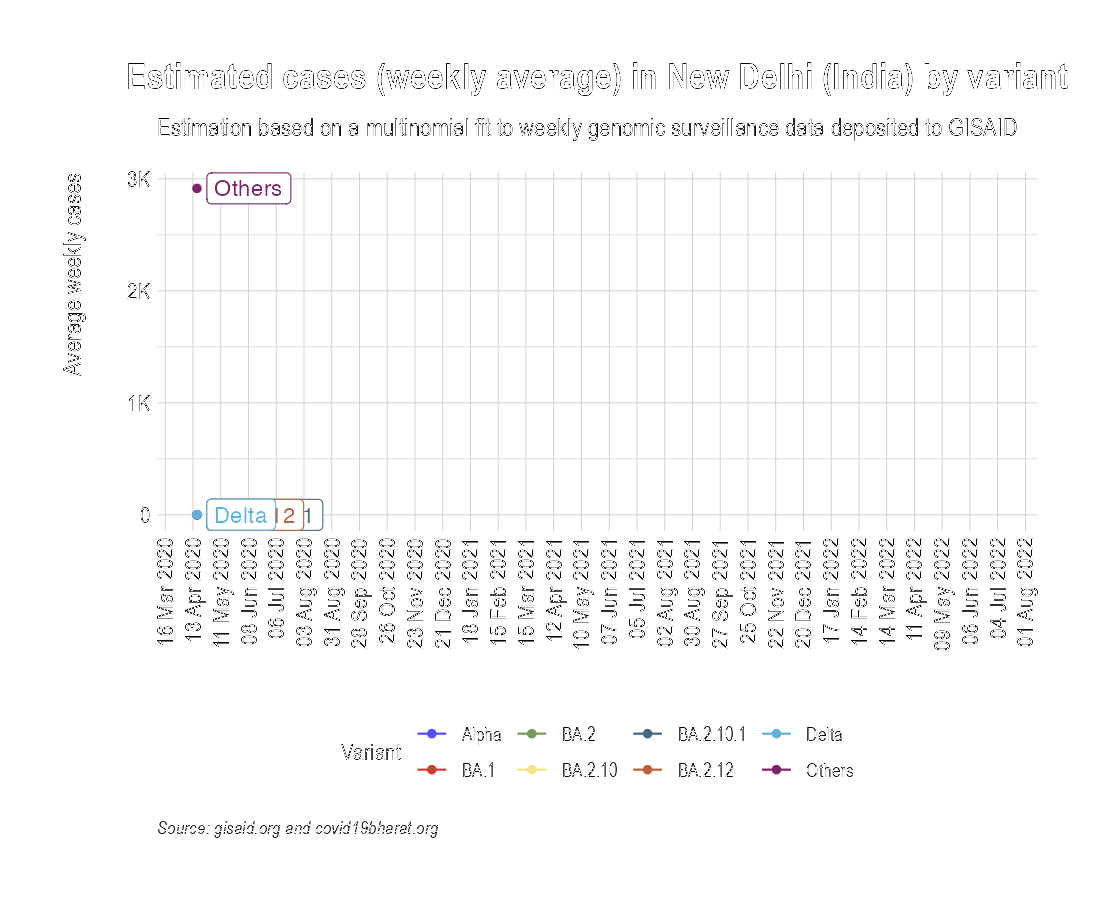 Estimated cases (weekly average) in New Delhi (India) by variant
Estimation based on a multinomial fit to weekly genomic surveillance data deposited to GISAID
Average weekly cases
3K
2K
1K
0
Others
Delta
2
1
16 Mar 2020
13 Apr 2020
11 May 2020
08 Jun 2020
06 Jul 2020
03 Aug 2020
31 Aug 2020
28 Sep 2020
26 Oct 2020
23 Nov 2020
21 Dec 2020
18 Jan 2021
15 Feb 2021
15 Mar 2021
12 Apr 2021
10 May 2021
07 Jun 2021
05 Jul 2021
02 Aug 2021
30 Aug 2021
27 Sep 2021
25 Oct 2021
22 Nov 2021
20 Dec 2021
17 Jan 2022
14 Feb 2022
14 Mar 2022
11 Apr 2022
09 May 2022
06 Jun 2022
04 Jul 2022
01 Aug 2022
Variant
Alpha
BA.2
BA.2.10.1
Delta
BA.1
BA.2.10
BA.2.12
Others
Source: gisaid.org and covid19bharat.org